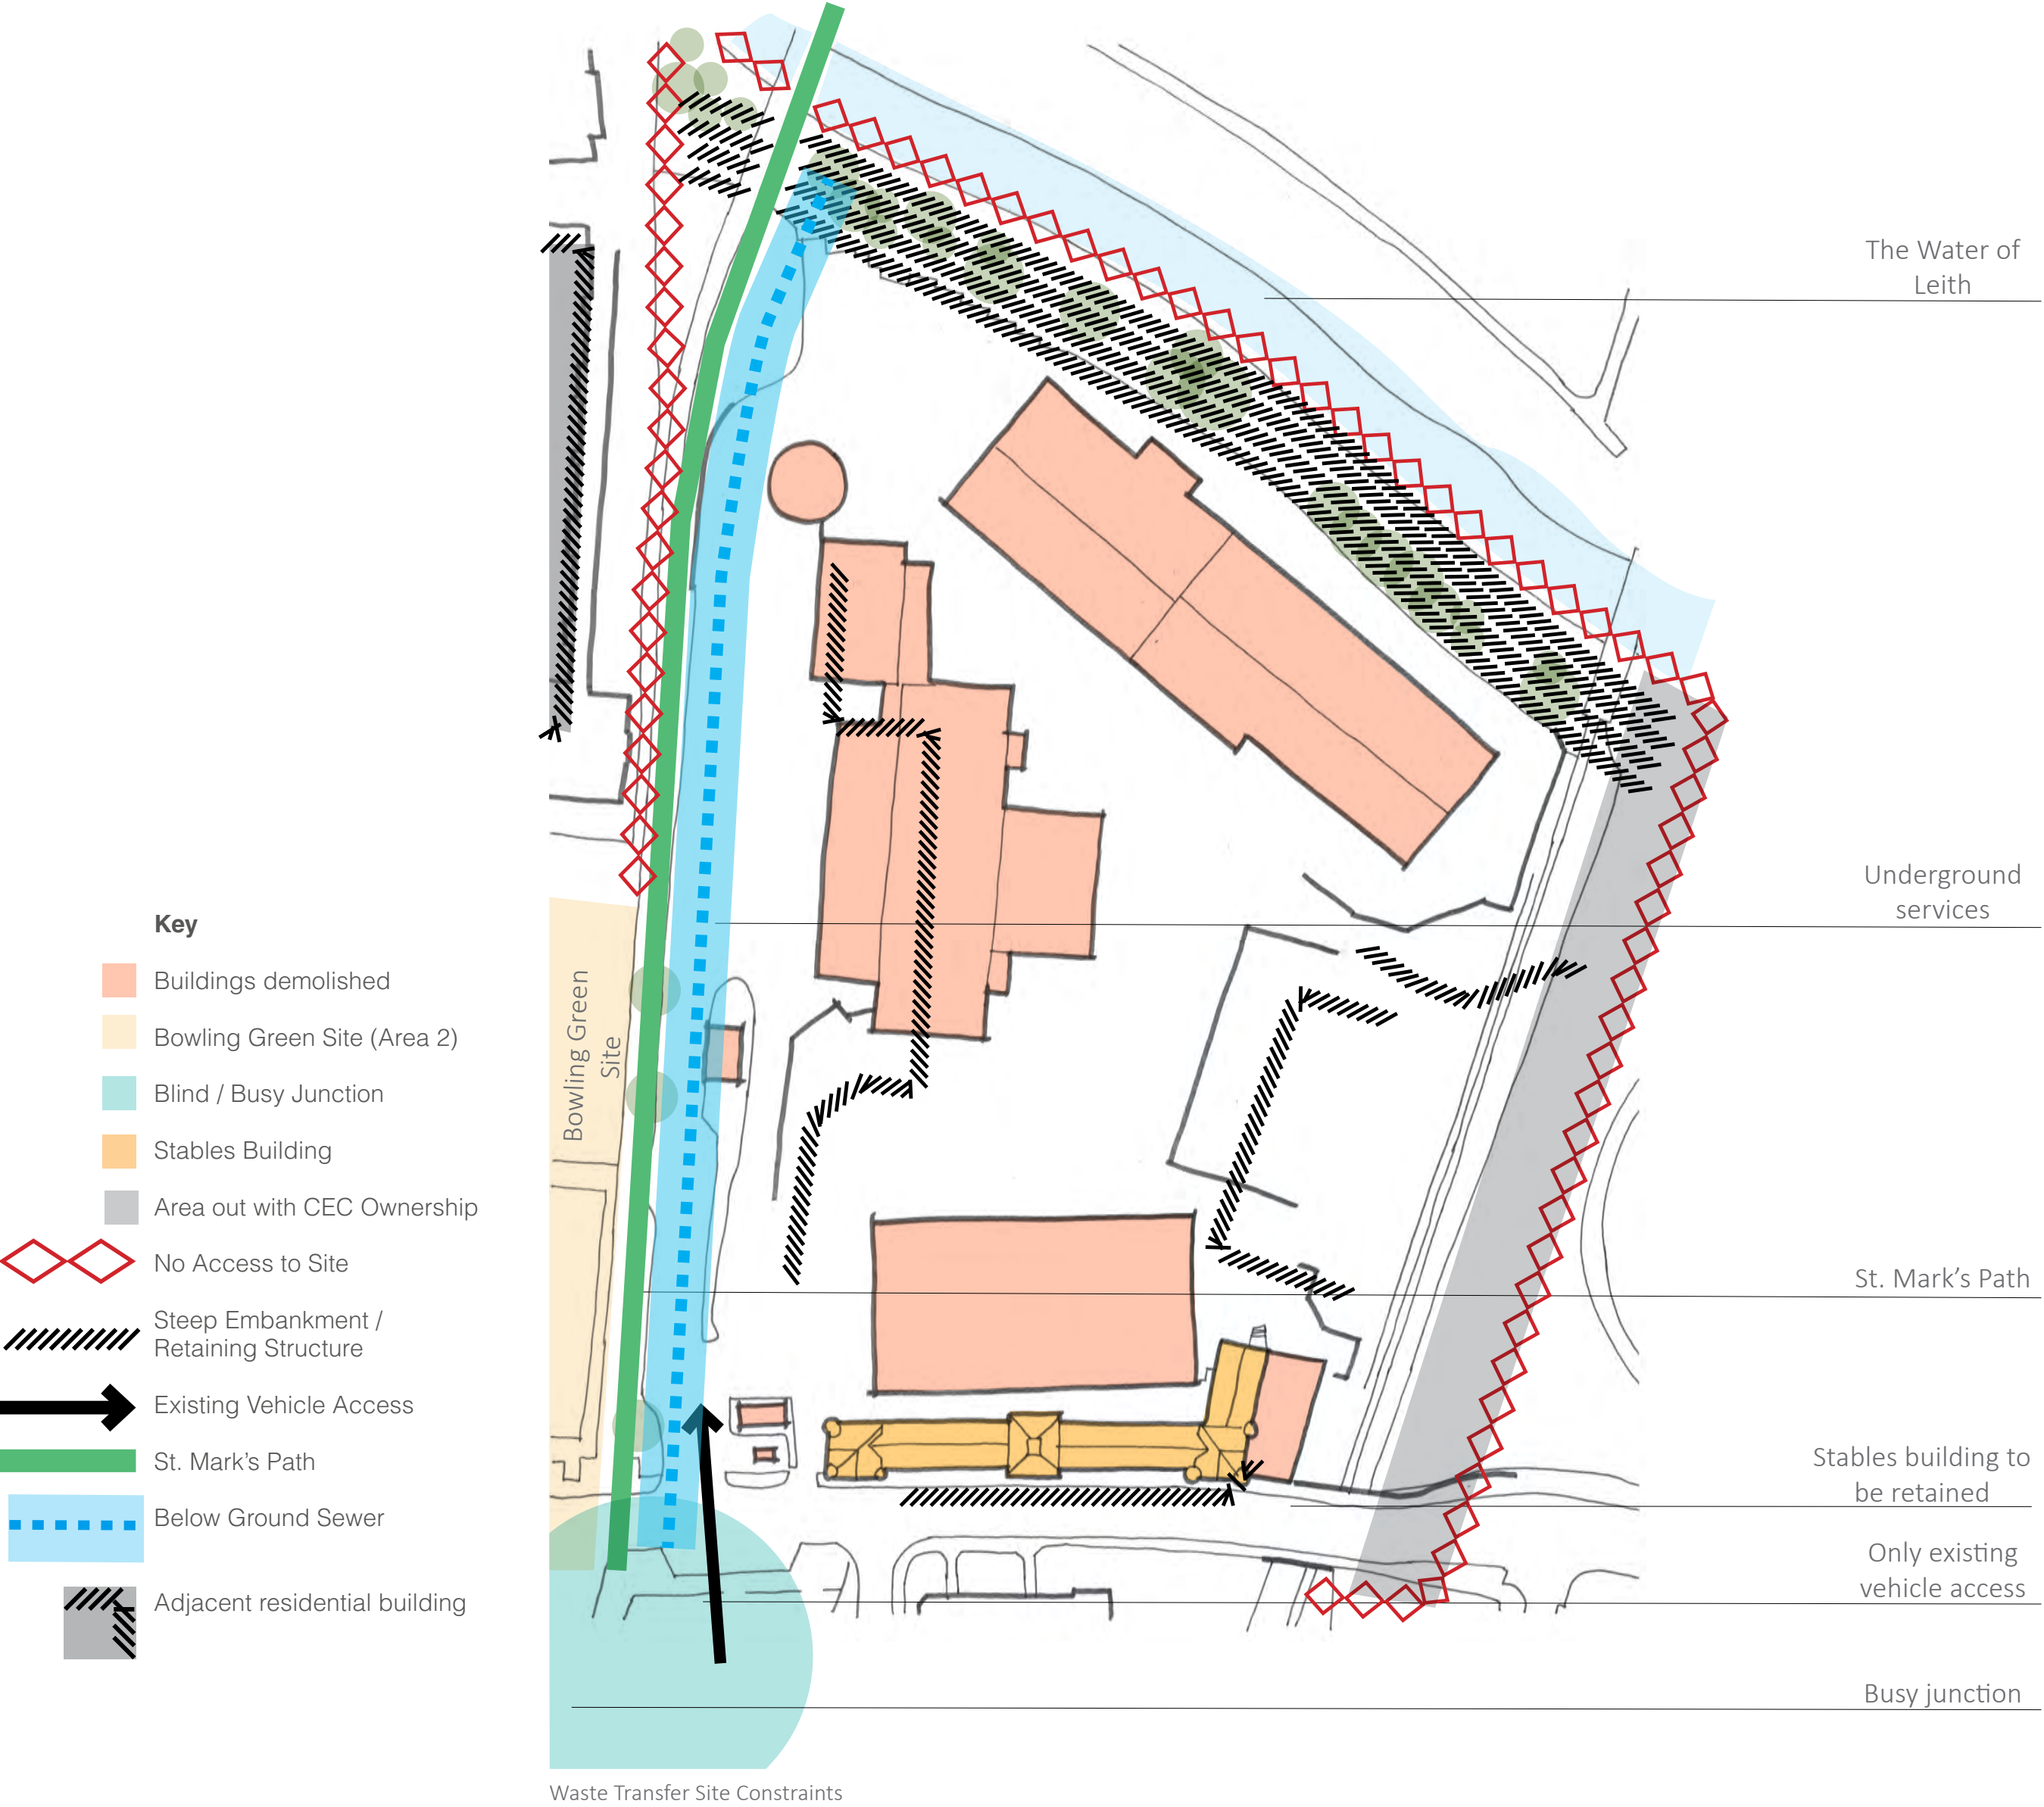 Key
Buildings demolished
Bowling Green Site (Area 2)
Blind / Busy Junction
Stables Building
Area out with CEC Ownership
No Access to Site
Steep Embankment /
Retaining Structure
Existing Vehicle Access
St. Mark's Path
Below Ground Sewer
Adjacent residential building
Bowling Green
Site
The Water of
Leith
Underground
services
St. Mark's Path
Stables building to
be retained
Only existing
vehicle access
Busy junction
Waste Transfer Site Constraints